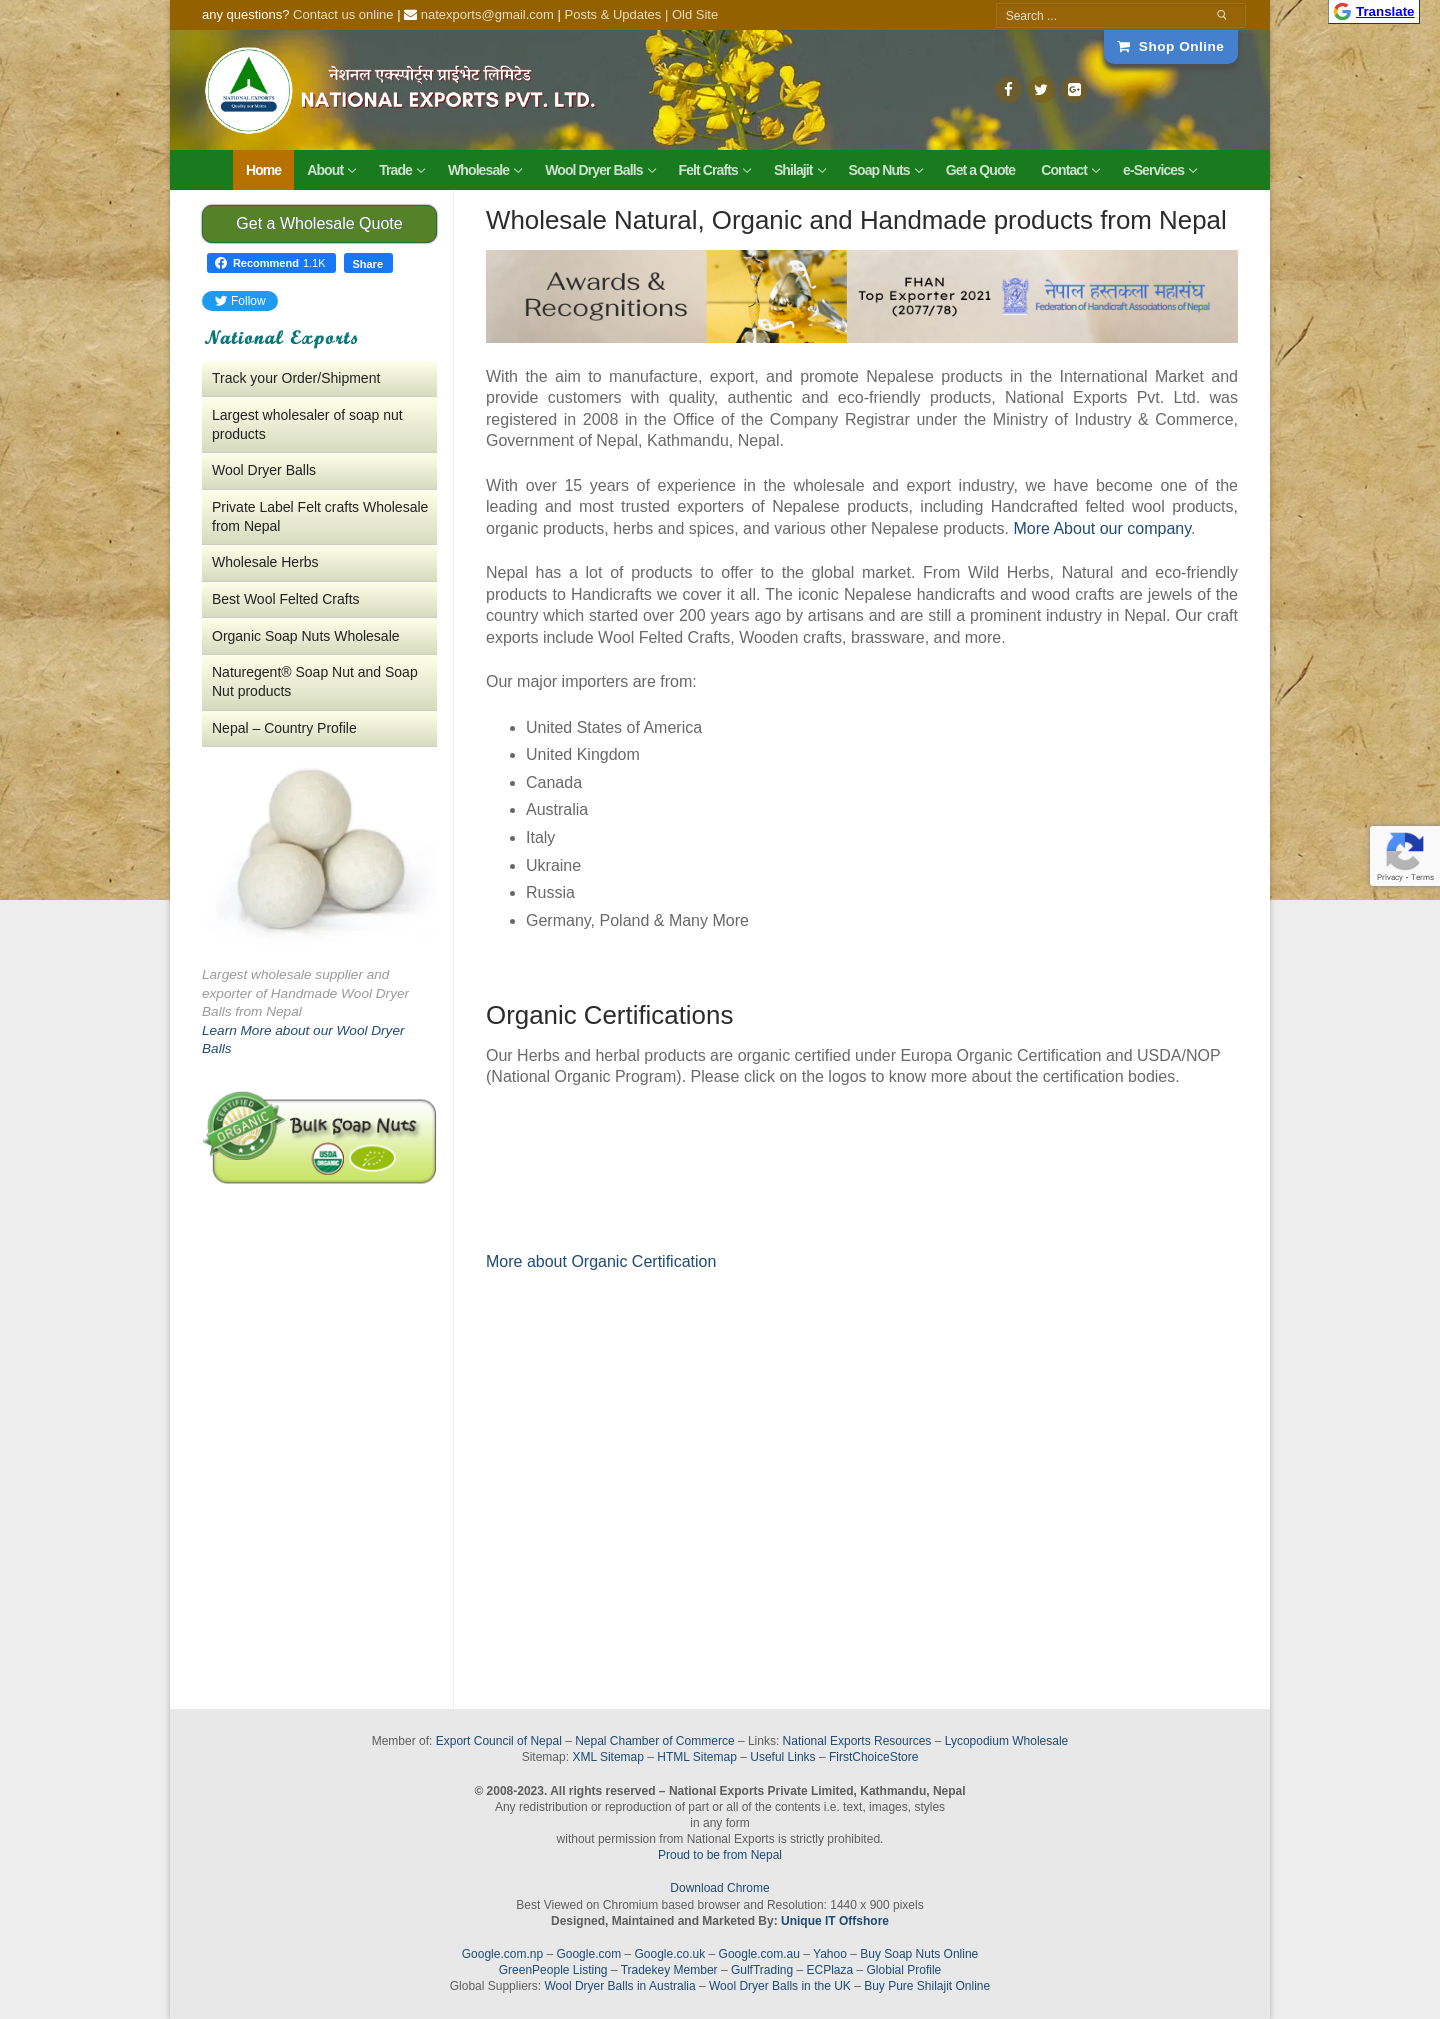 any questions? Contact us online | natexports@gmail.com | Posts & Updates | Old Site
Search ...
Translate
Shop Online
NATIONAL EXPORTS
Quality our Motto
नेशनल एक्स्पोर्ट्स प्राईभेट लिमिटेड
NATIONAL EXPORTS PVT. LTD.
Home About Trade Wholesale Wool Dryer Balls Felt Crafts Shilajit Soap Nuts Get a Quote Contact e-Services
Get a Wholesale Quote
Recommend 1.1K Share
Follow
National Exports
Track your Order/Shipment
Largest wholesaler of soap nut
products
Wool Dryer Balls
Private Label Felt crafts Wholesale
from Nepal
Wholesale Herbs
Best Wool Felted Crafts
Organic Soap Nuts Wholesale
Naturegent® Soap Nut and Soap
Nut products
Nepal – Country Profile
Largest wholesale supplier and
exporter of Handmade Wool Dryer
Balls from Nepal
Learn More about our Wool Dryer
Balls
CERTIFIED
ORGANIC
Bulk Soap Nuts
USDA
ORGANIC
Wholesale Natural, Organic and Handmade products from Nepal
Awards &
Recognitions
FHAN
Top Exporter 2021
(2077/78)
नेपाल हस्तकला महासंघ
Federation of Handicraft Associations of Nepal
With the aim to manufacture, export, and promote Nepalese products in the International Market and
provide customers with quality, authentic and eco-friendly products, National Exports Pvt. Ltd. was
registered in 2008 in the Office of the Company Registrar under the Ministry of Industry & Commerce,
Government of Nepal, Kathmandu, Nepal.
With over 15 years of experience in the wholesale and export industry, we have become one of the
leading and most trusted exporters of Nepalese products, including Handcrafted felted wool products,
organic products, herbs and spices, and various other Nepalese products. More About our company.
Nepal has a lot of products to offer to the global market. From Wild Herbs, Natural and eco-friendly
products to Handicrafts we cover it all. The iconic Nepalese handicrafts and wood crafts are jewels of the
country which started over 200 years ago by artisans and are still a prominent industry in Nepal. Our craft
exports include Wool Felted Crafts, Wooden crafts, brassware, and more.
Our major importers are from:
United States of America
United Kingdom
Canada
Australia
Italy
Ukraine
Russia
Germany, Poland & Many More
Organic Certifications
Our Herbs and herbal products are organic certified under Europa Organic Certification and USDA/NOP
(National Organic Program). Please click on the logos to know more about the certification bodies.
More about Organic Certification
Privacy - Terms
Member of: Export Council of Nepal – Nepal Chamber of Commerce – Links: National Exports Resources – Lycopodium Wholesale
Sitemap: XML Sitemap – HTML Sitemap – Useful Links – FirstChoiceStore
© 2008-2023. All rights reserved – National Exports Private Limited, Kathmandu, Nepal
Any redistribution or reproduction of part or all of the contents i.e. text, images, styles
in any form
without permission from National Exports is strictly prohibited.
Proud to be from Nepal
Download Chrome
Best Viewed on Chromium based browser and Resolution: 1440 x 900 pixels
Designed, Maintained and Marketed By: Unique IT Offshore
Google.com.np – Google.com – Google.co.uk – Google.com.au – Yahoo – Buy Soap Nuts Online
GreenPeople Listing – Tradekey Member – GulfTrading – ECPlaza – Globial Profile
Global Suppliers: Wool Dryer Balls in Australia – Wool Dryer Balls in the UK – Buy Pure Shilajit Online